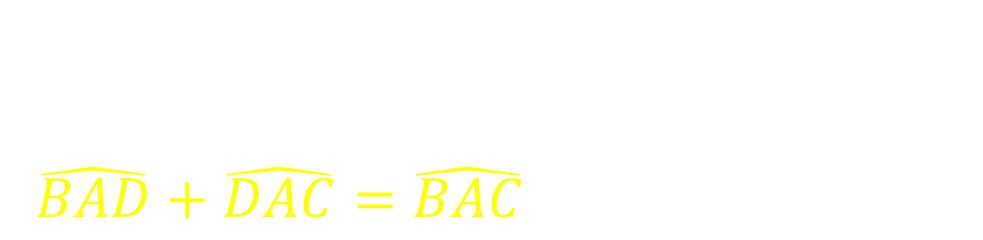 $\widehat{BAD} + \widehat{DAC} = \widehat{BAC}$